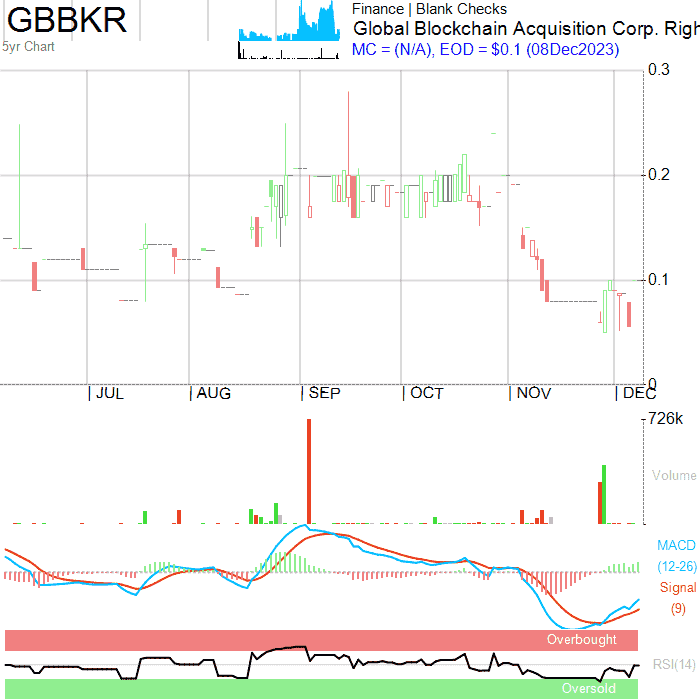 GBBKR
Finance | Blank Checks
Global Blockchain Acquisition Corp. Righ
5yr Chart
MC = (N/A), EOD = $0.1 (08Dec2023)
0.3
0.2
0.1
0
JUL
AUG
SEP
OCT
NOV
DEC
726k
Volume
MACD
(12-26)
Signal
(9)
Overbought
RSI(14)
Oversold